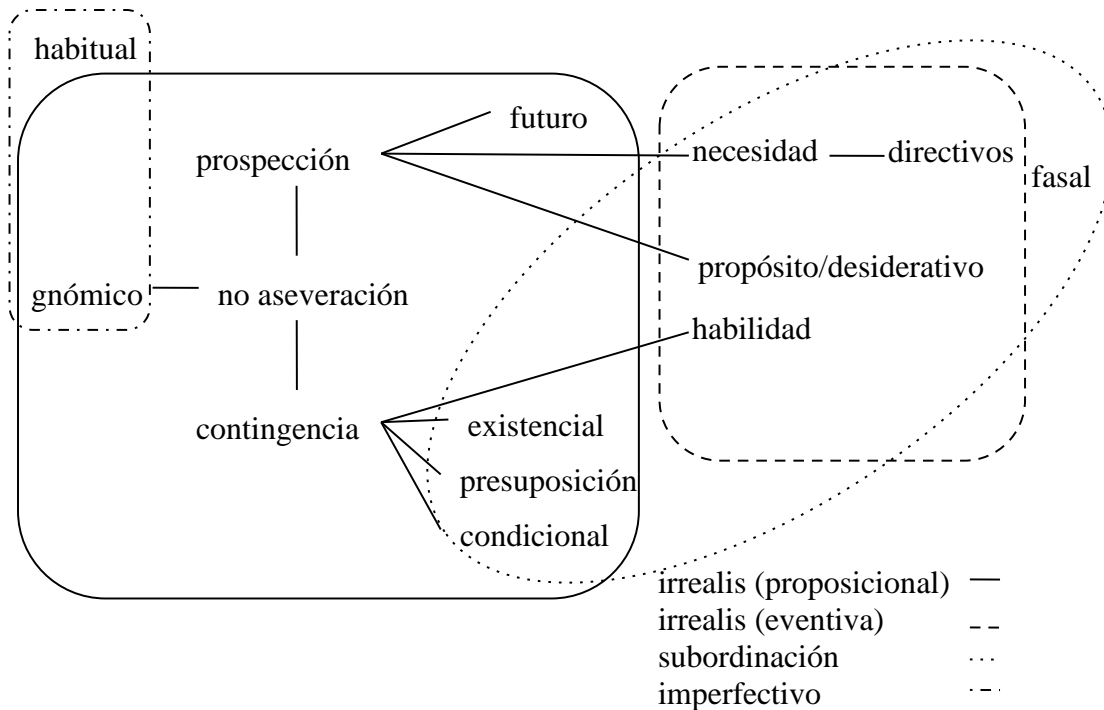 habitual
futuro
prospección
necesidad
directivos
fasal
propósito/desiderativo
gnómico
no aseveración
habilidad
contingencia
existencial
presuposición
condicional
irrealis (proposicional)
irrealis (eventiva)
subordinación
imperfectivo